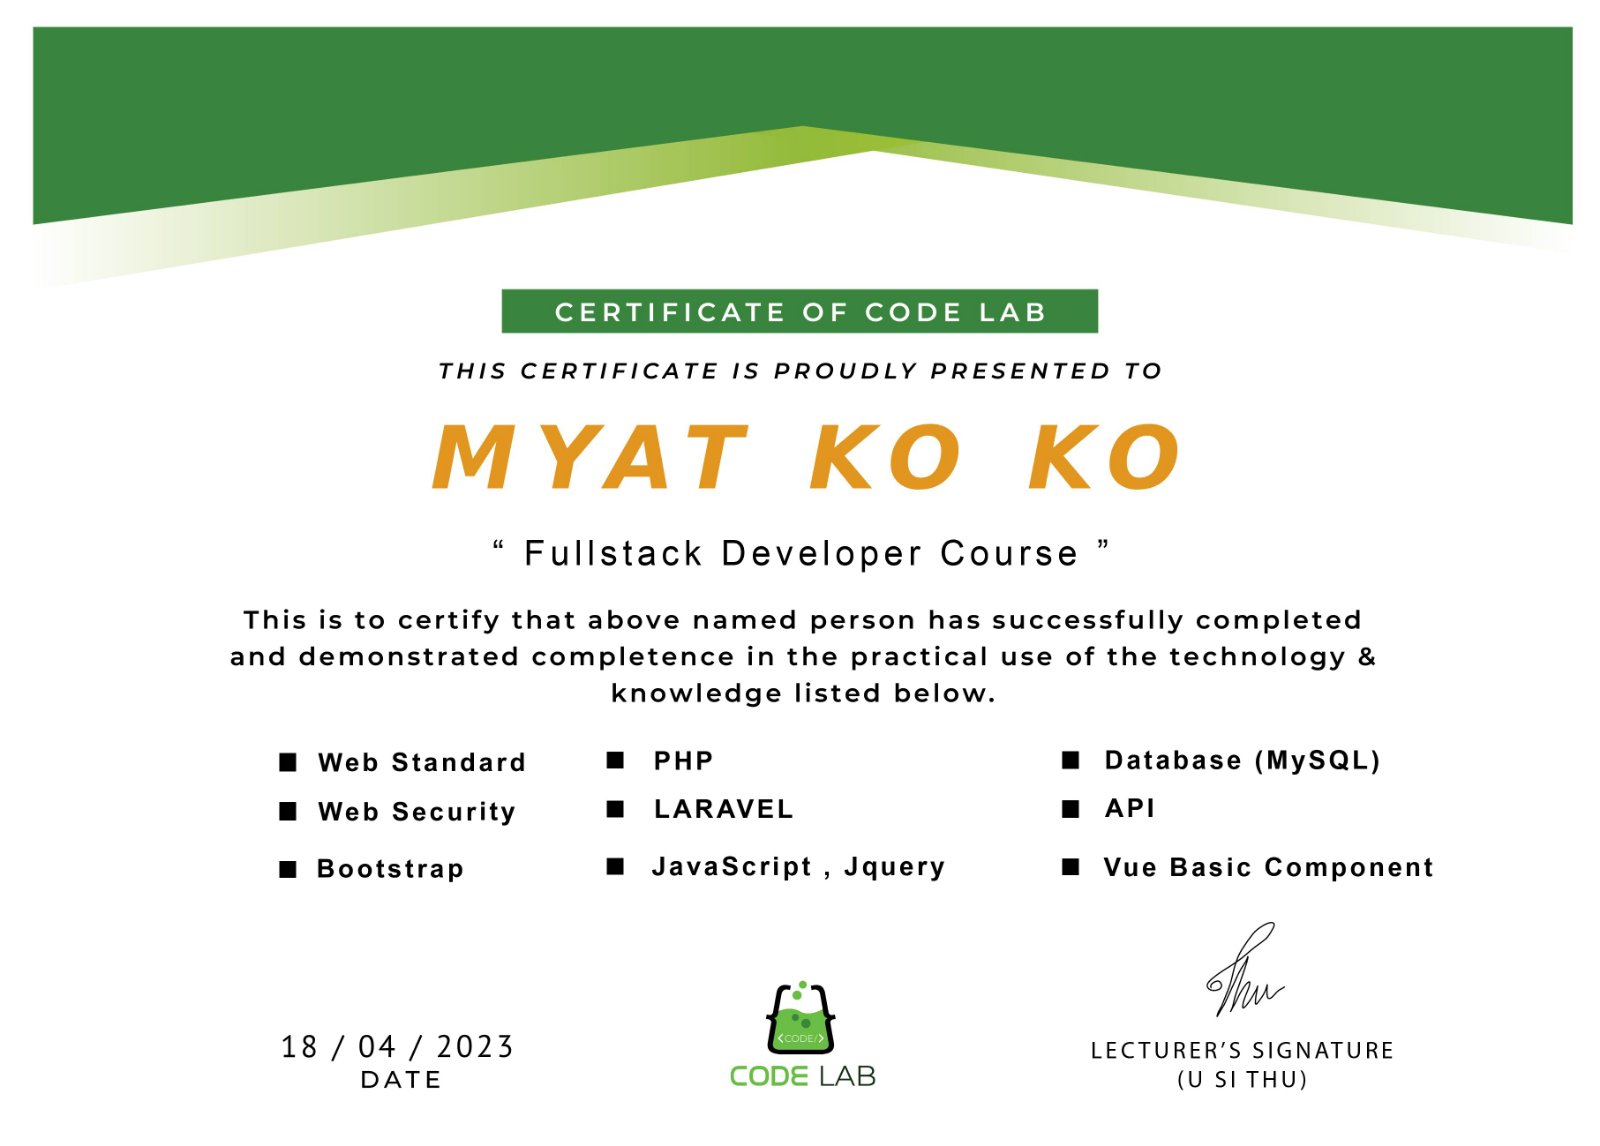 CERTIFICATE OF CODE LAB
THIS CERTIFICATE IS PROUDLY PRESENTED TO
MYAT KO KO
“ Fullstack Developer Course ”
This is to certify that above named person has successfully completed
and demonstrated completence in the practical use of the technology &
knowledge listed below.
■ Web Standard ■ PHP ■ Database (MySQL)
■ Web Security ■ LARAVEL ■ API
■ Bootstrap ■ JavaScript , Jquery ■ Vue Basic Component
Thu
<CODE/>
18 / 04 / 2023
DATE
CODE LAB
LECTURER’S SIGNATURE
(U SI THU)